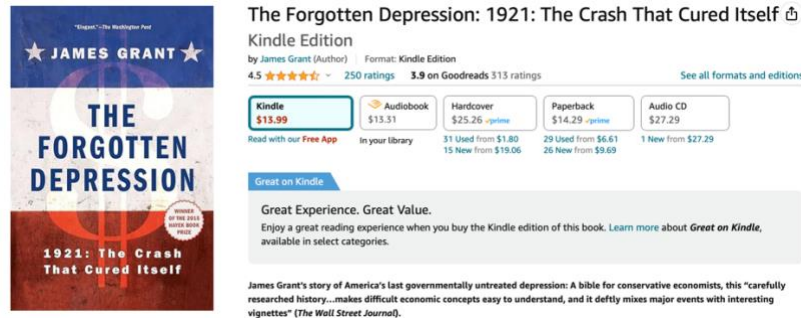 "Elegant."—The Washington Post
JAMES GRANT
THE
FORGOTTEN
DEPRESSION
WINNER
OF THE 2015
HAYEK BOOK
PRIZE
1921: The Crash
That Cured Itself
The Forgotten Depression: 1921: The Crash That Cured Itself
Kindle Edition
by James Grant (Author) Format: Kindle Edition
4.5 250 ratings 3.9 on Goodreads 313 ratings
See all formats and editions
Kindle
$13.99
Read with our Free App
Audiobook
$13.31
In your library
Hardcover
$25.26 prime
31 Used from $1.80
15 New from $19.06
Paperback
$14.29 prime
29 Used from $6.61
26 New from $9.69
Audio CD
$27.29
1 New from $27.29
Great on Kindle
Great Experience. Great Value.
Enjoy a great reading experience when you buy the Kindle edition of this book. Learn more about Great on Kindle,
available in select categories.
James Grant's story of America's last governmentally untreated depression: A bible for conservative economists, this "carefully
researched history...makes difficult economic concepts easy to understand, and it deftly mixes major events with interesting
vignettes" (The Wall Street Journal).